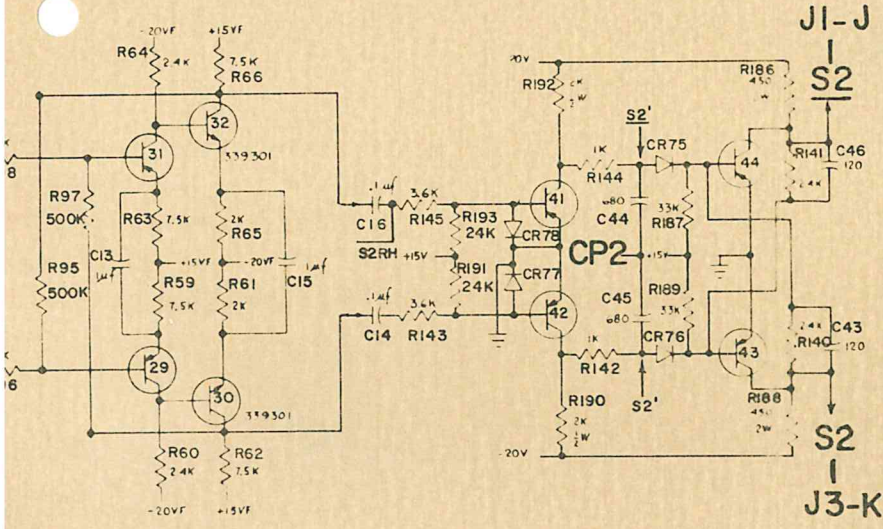 -20VF
+15VF
R64
2.4K
7.5K
R66
32
31
339301
8
R97
500K
R63
7.5K
2K
R65
C13
1μf
+15VF
-20VF
1μf
C15
R95
500K
R59
7.5K
R61
2K
29
30
339301
R60
2.4K
R62
7.5K
-20VF
+15VF
.1μf
C16
3.6K
R145
S2RH
R193
24K
+15V
R191
24K
.1μf
C14
3.6K
R143
R192
2K
41
CR78
CR77
42
S2'
1K
R144
CR75
680
C44
33K
R187
CP2
+15V
C45
680
R189
33K
1K
R142
CR76
S2'
R190
2K
½W
-20V
R186
430
W
44
R141
2.4K
C46
120
43
R140
C43
120
R188
430
2W
J1-J
S2
S2
J3-K